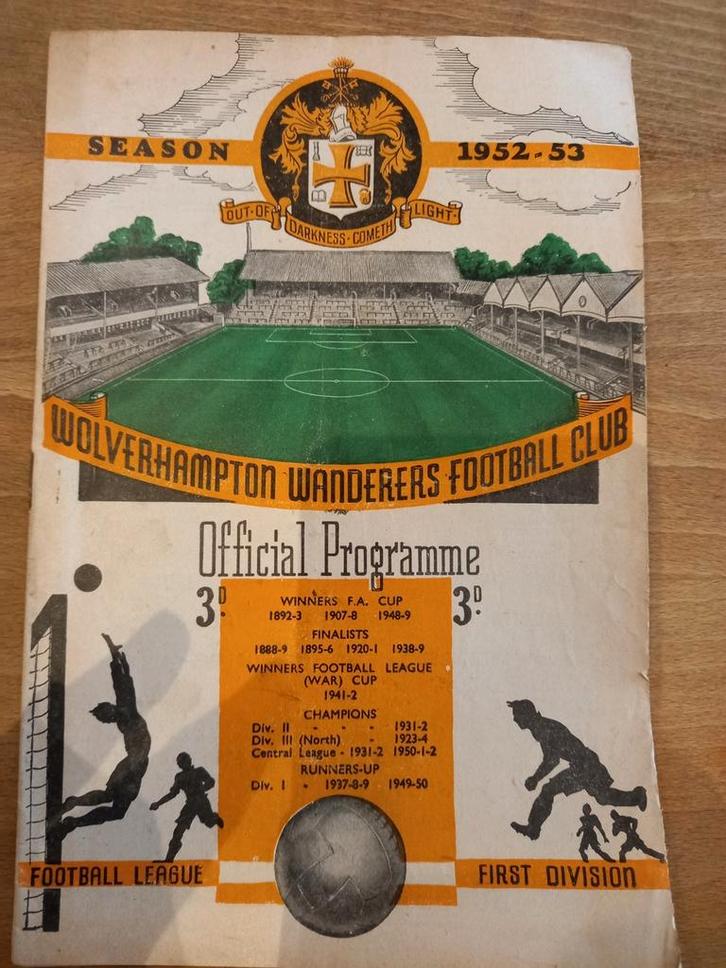 SEASON 1952-53
OUT·OF· DARKNESS·COMETH LIGHT·
WOLVERHAMPTON WANDERERS FOOTBALL CLUB
Official Programme
3D. 3D.
WINNERS F.A. CUP
1892-3 1907-8 1948-9
FINALISTS
1888-9 1895-6 1920-1 1938-9
WINNERS FOOTBALL LEAGUE
(WAR) CUP
1941-2
CHAMPIONS
Div. II - - - 1931-2
Div. III (North) - 1923-4
Central League - 1931-2 1950-1-2
RUNNERS-UP
Div. I - 1937-8-9 1949-50
FOOTBALL LEAGUE FIRST DIVISION